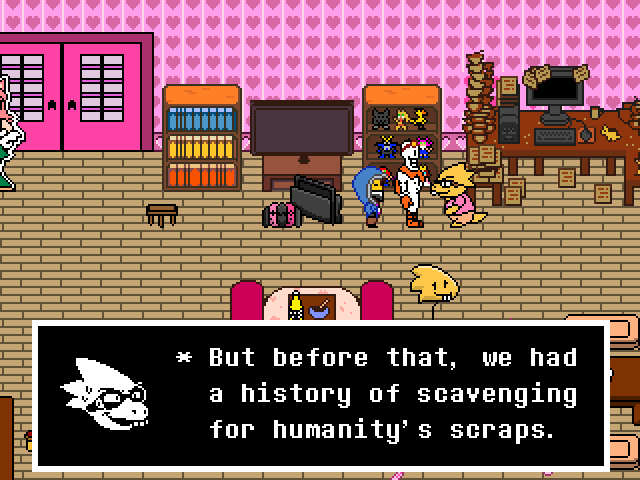 * But before that, we had
a history of scavenging
for humanity's scraps.